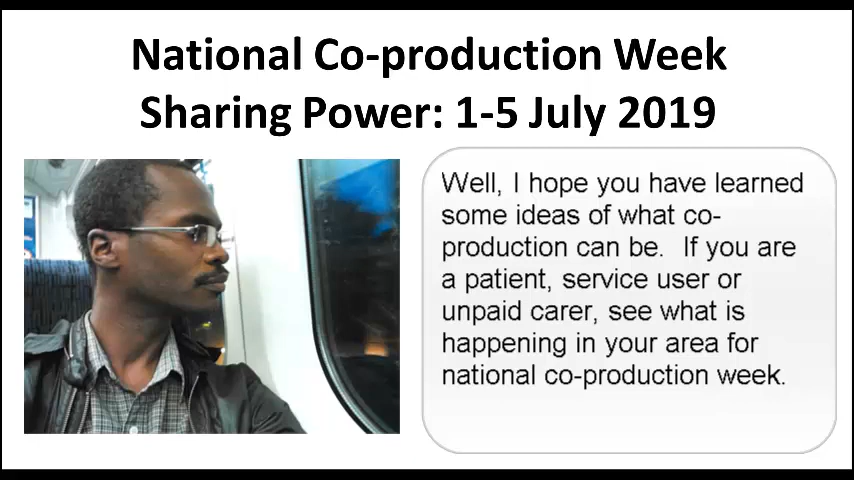 National Co-production Week
Sharing Power: 1-5 July 2019
Well, I hope you have learned
some ideas of what co-
production can be.  If you are
a patient, service user or
unpaid carer, see what is
happening in your area for
national co-production week.